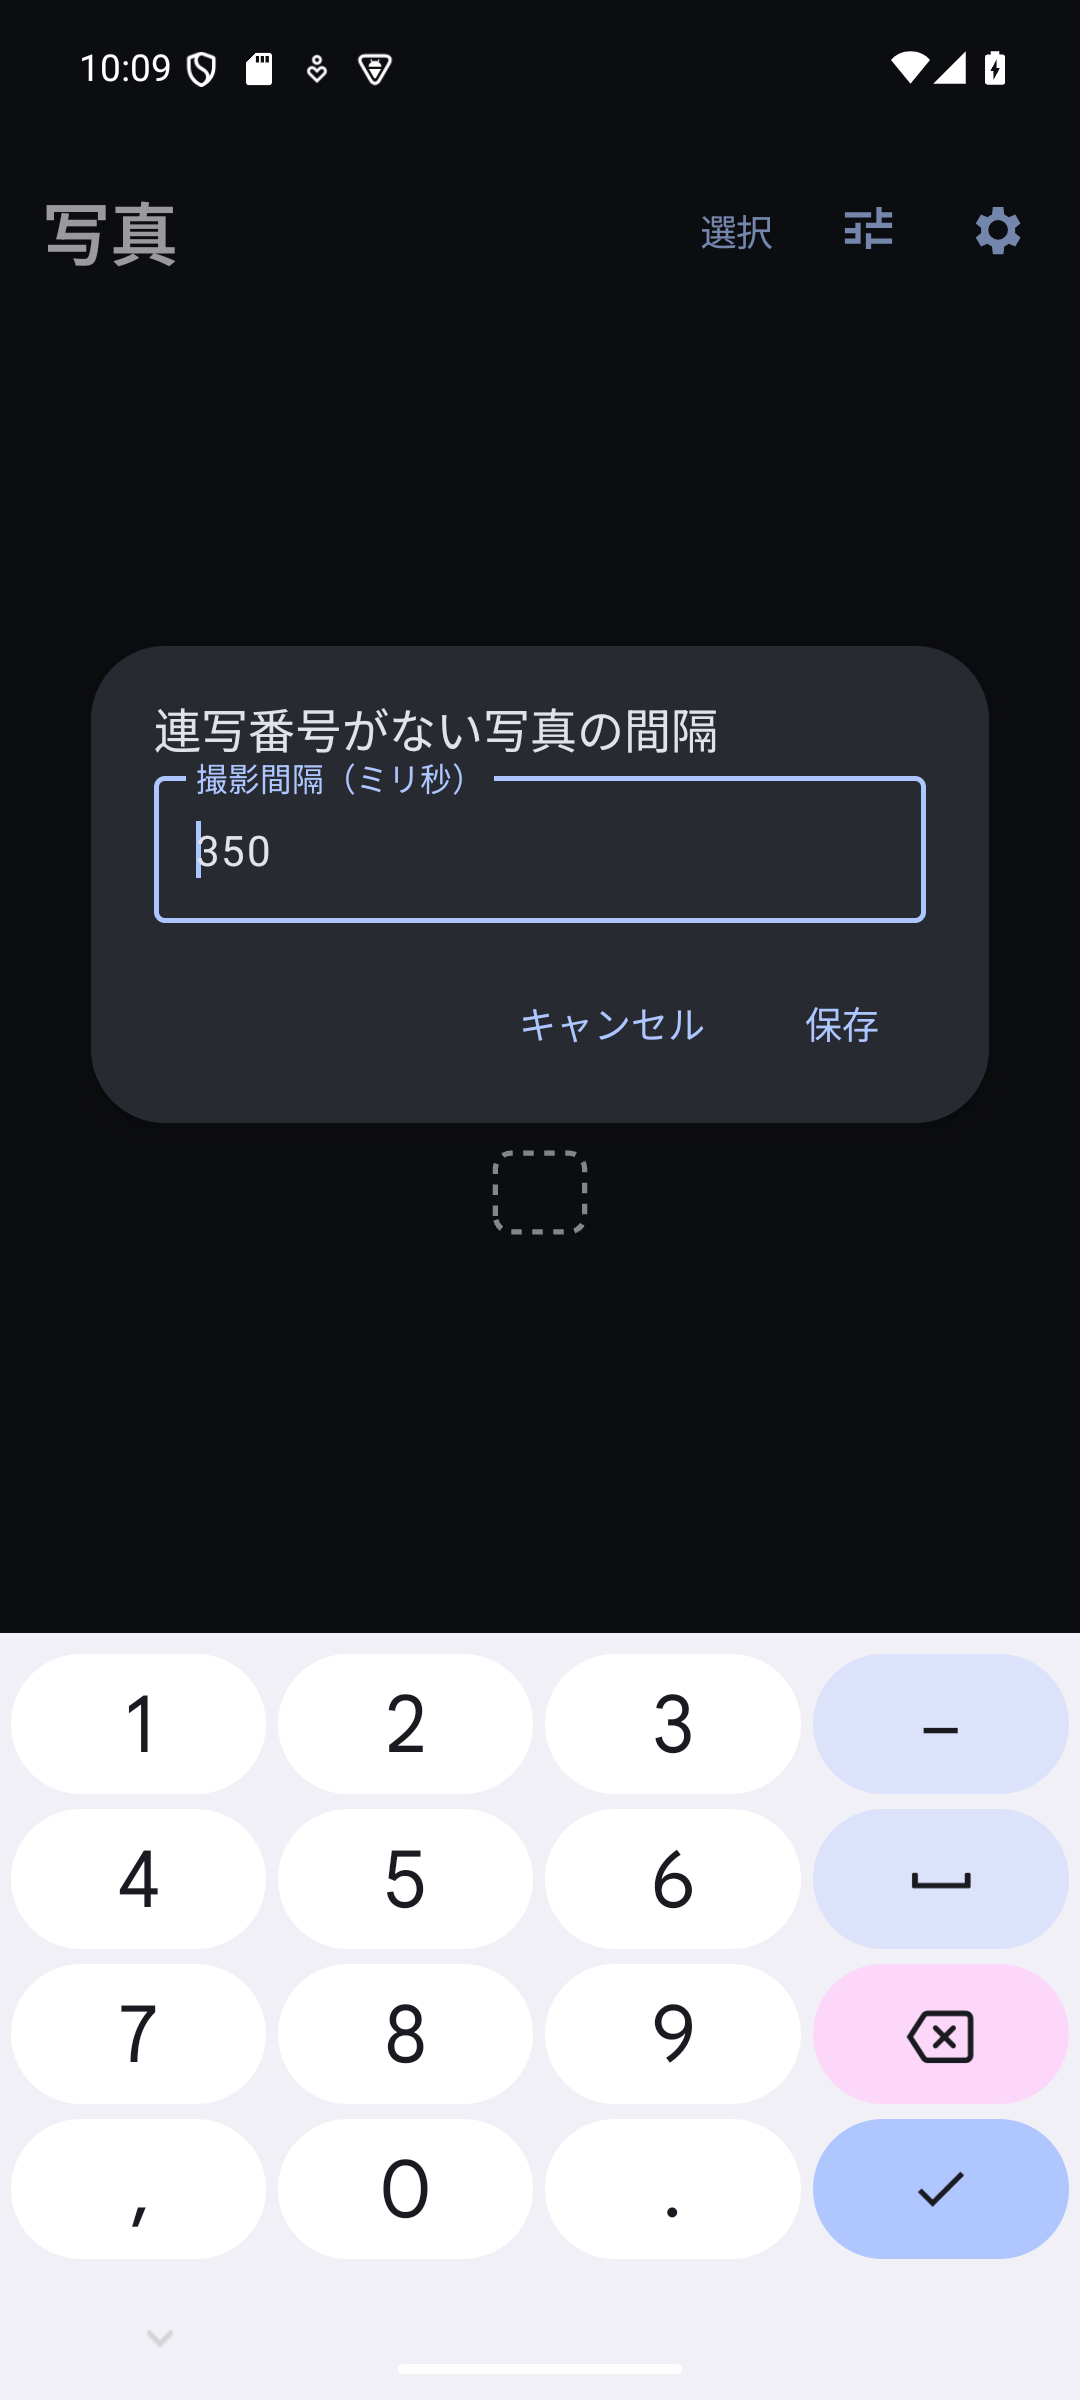 10:09
写真
選択
連写番号がない写真の間隔
撮影間隔（ミリ秒）
350
キャンセル
保存
1 2 3 –
4 5 6
7 8 9
, 0 .